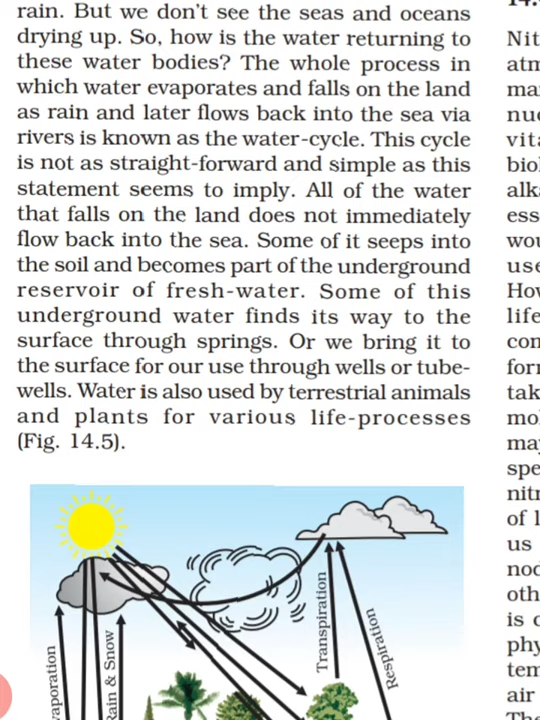 rain. But we don't see the seas and oceans
drying up. So, how is the water returning to
these water bodies? The whole process in
which water evaporates and falls on the land
as rain and later flows back into the sea via
rivers is known as the water-cycle. This cycle
is not as straight-forward and simple as this
statement seems to imply. All of the water
that falls on the land does not immediately
flow back into the sea. Some of it seeps into
the soil and becomes part of the underground
reservoir of fresh-water. Some of this
underground water finds its way to the
surface through springs. Or we bring it to
the surface for our use through wells or tube-
wells. Water is also used by terrestrial animals
and plants for various life-processes
(Fig. 14.5).
Transpiration
Respiration
Rain & Snow
us
is
air
of